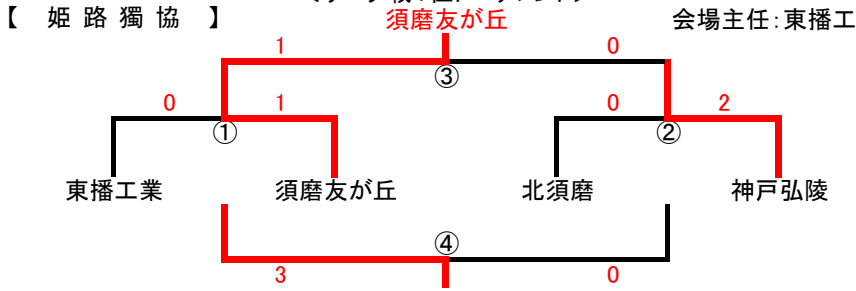 【 姫 路 獨 協 】
須磨友が丘
会場主任:東播工
1
③
0
0
1
0
2
①
②
東播工業
須磨友が丘
北須磨
神戸弘陵
④
3
0